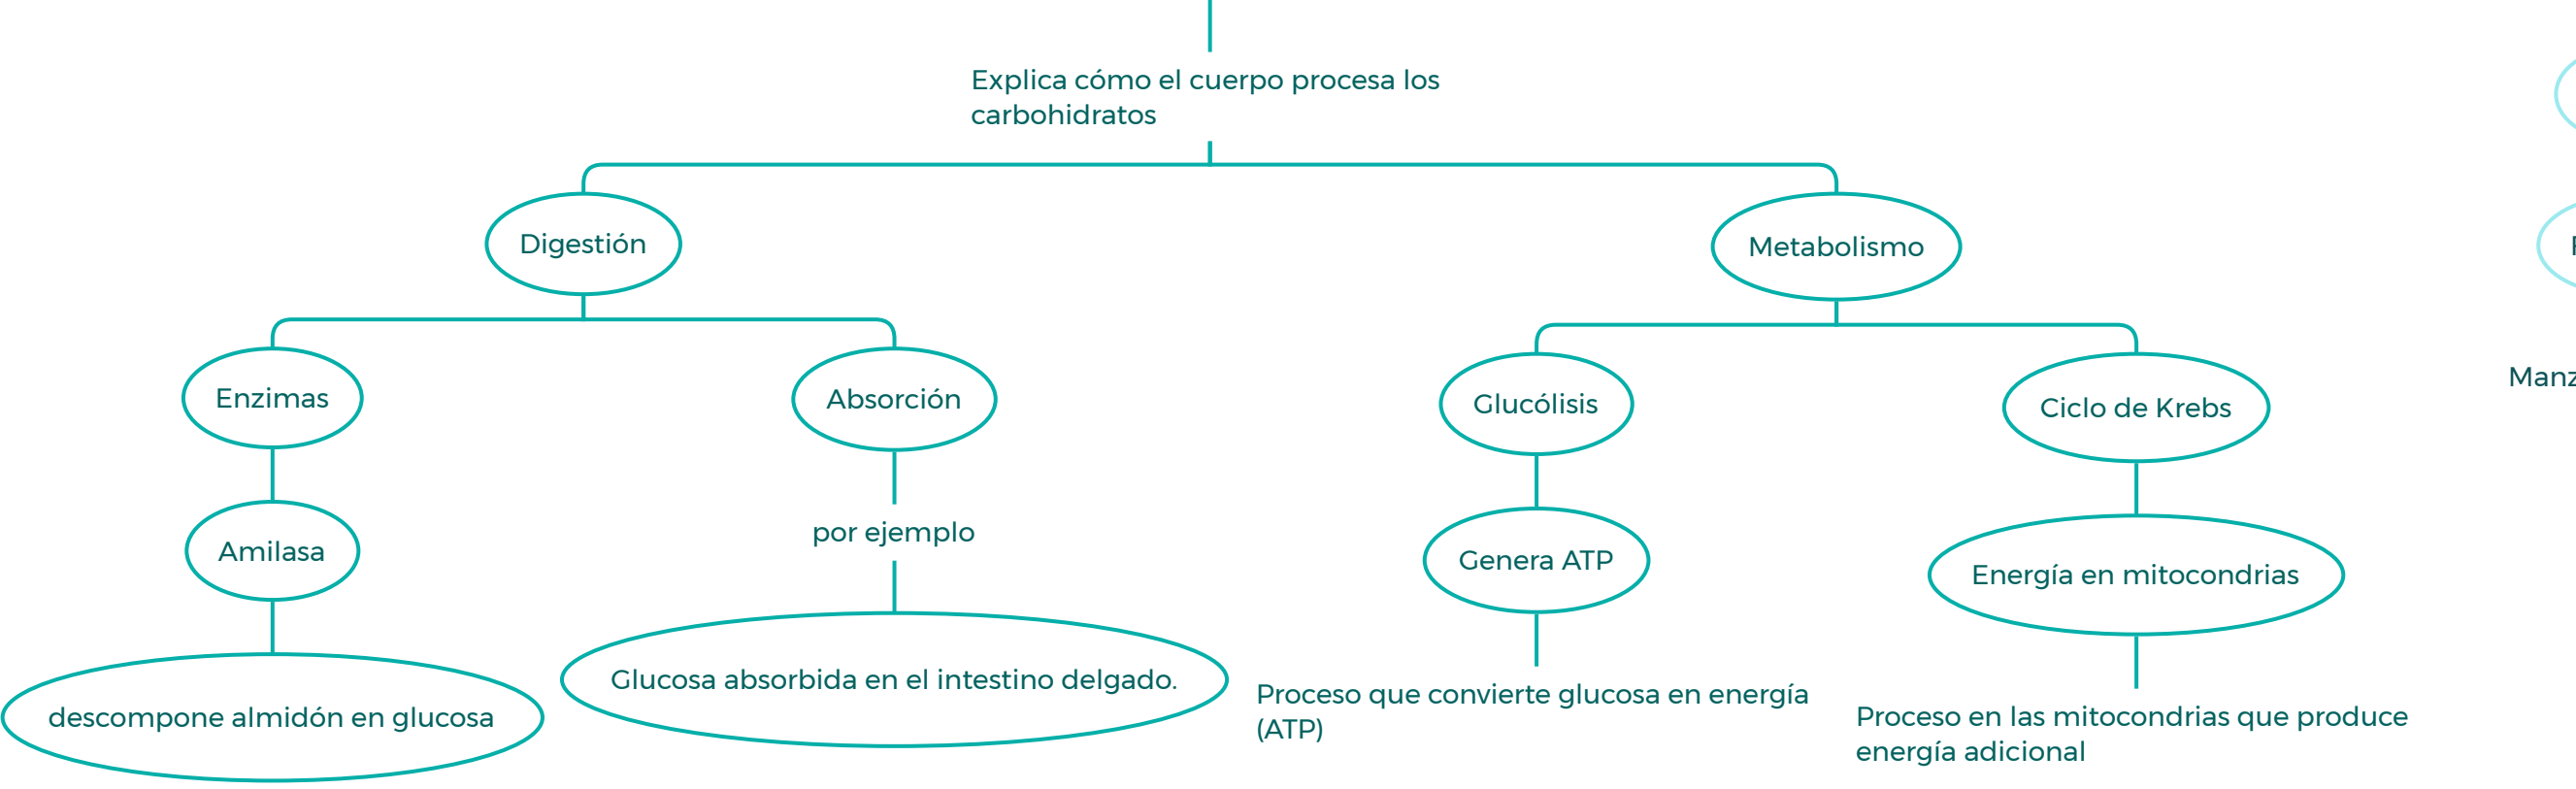 Explica cómo el cuerpo procesa los
carbohidratos
Digestión
Metabolismo
Enzimas
Absorción
Glucólisis
Ciclo de Krebs
Amilasa
por ejemplo
Genera ATP
Energía en mitocondrias
descompone almidón en glucosa
Glucosa absorbida en el intestino delgado.
Proceso que convierte glucosa en energía
(ATP)
Proceso en las mitocondrias que produce
energía adicional